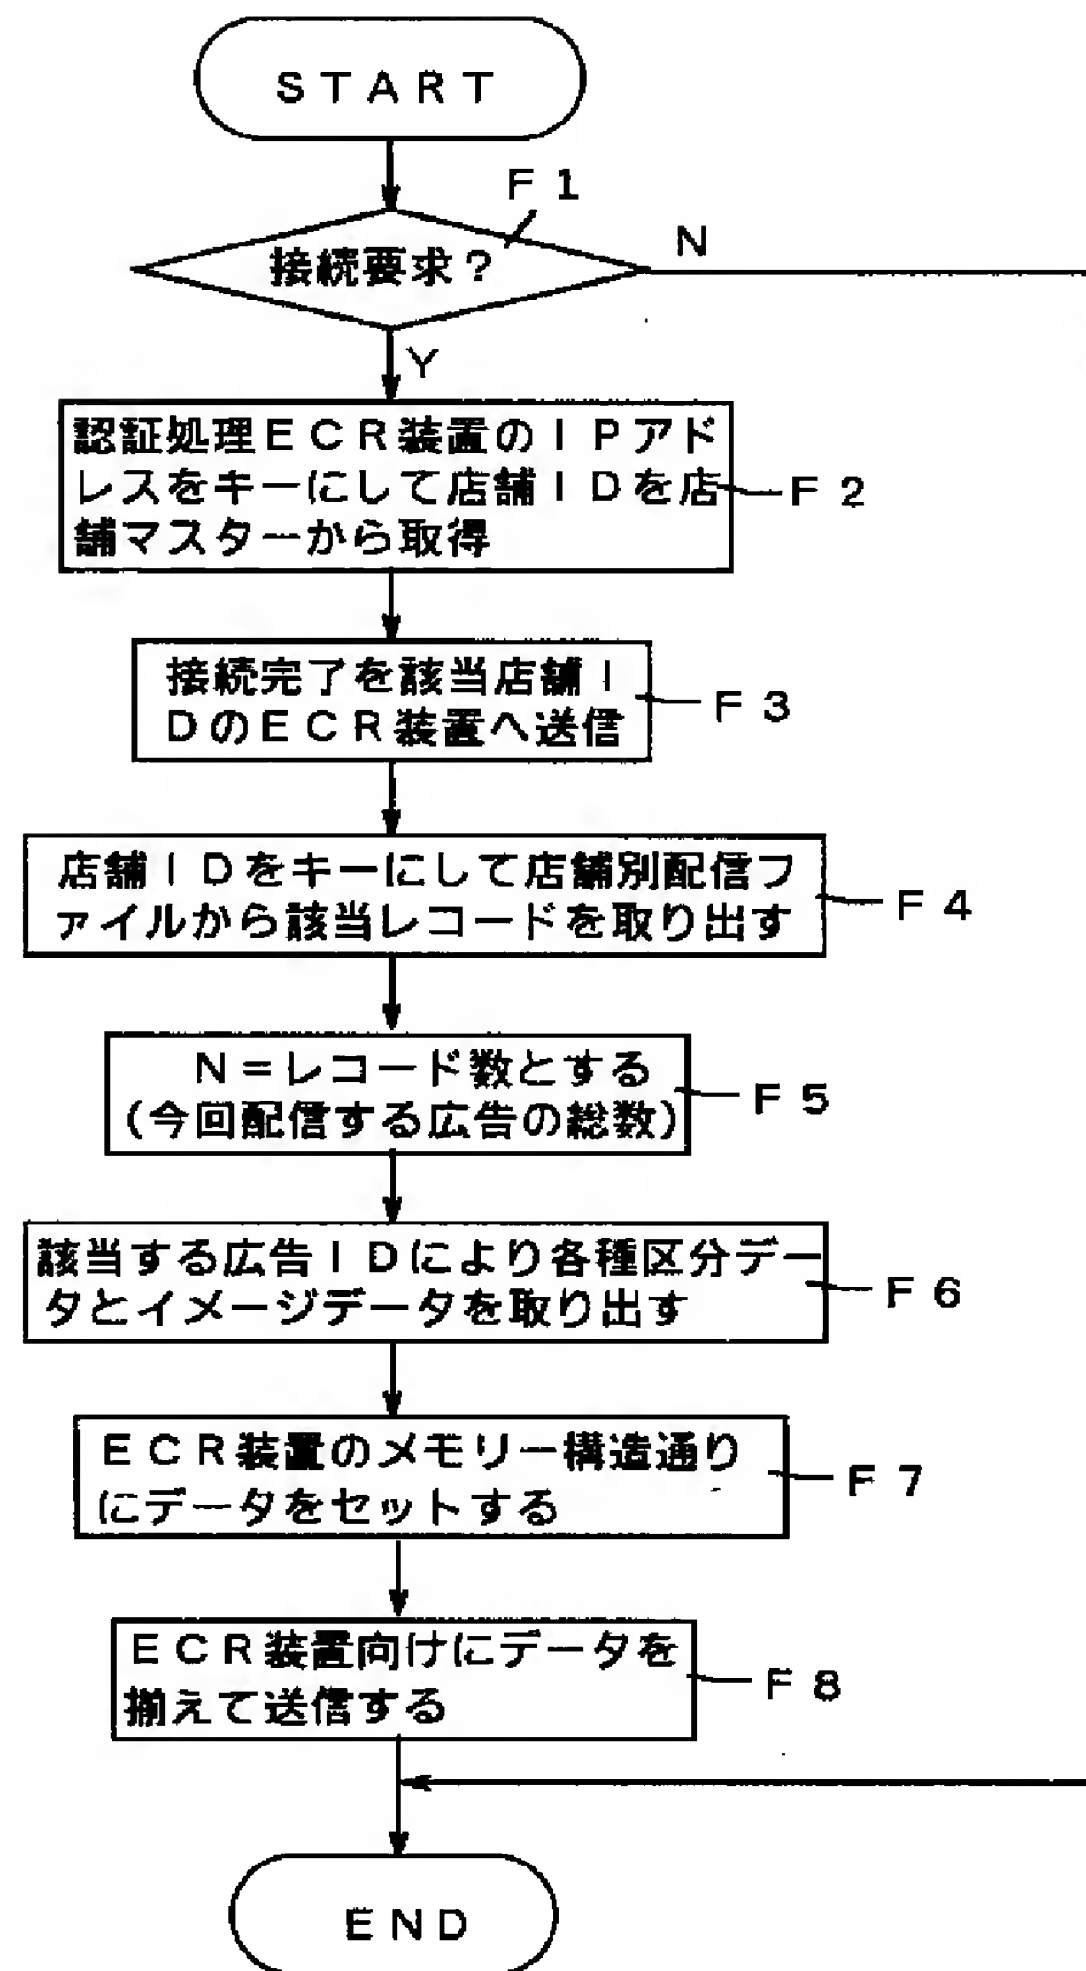 ＳＴＡＲＴ
Ｆ１
接続要求？
Ｎ
Ｙ
認証処理ＥＣＲ装置のＩＰアド
レスをキーにして店舗ＩＤを店
舗マスターから取得
Ｆ２
接続完了を該当店舗Ｉ
ＤのＥＣＲ装置へ送信
Ｆ３
店舗ＩＤをキーにして店舗別配信フ
ァイルから該当レコードを取り出す
Ｆ４
Ｎ＝レコード数とする
（今回配信する広告の総数）
Ｆ５
該当する広告ＩＤにより各種区分デー
タとイメージデータを取り出す
Ｆ６
ＥＣＲ装置のメモリー構造通り
にデータをセットする
Ｆ７
ＥＣＲ装置向けにデータを
揃えて送信する
Ｆ８
ＥＮＤ